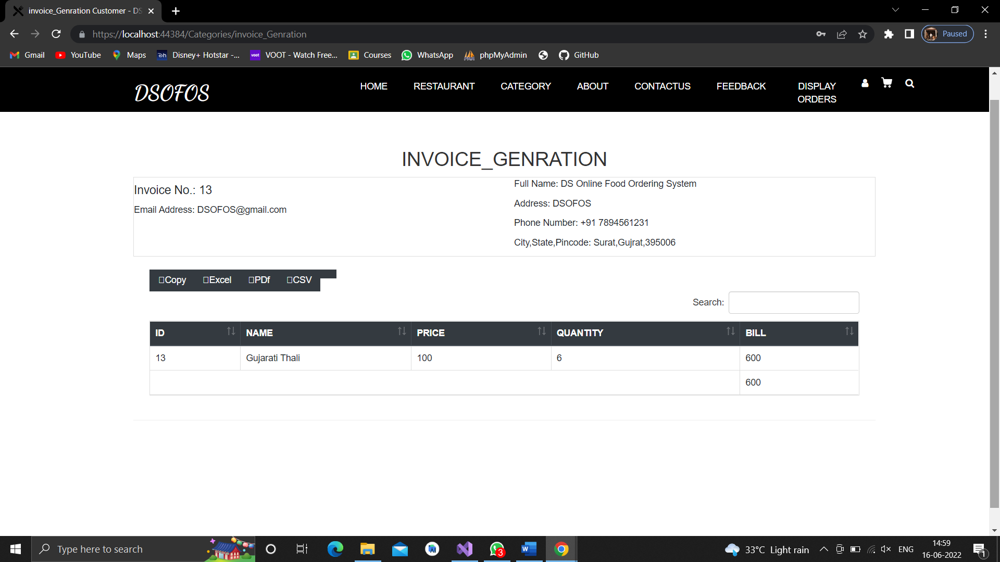 invoice_Genration Customer - DS
https://localhost:44384/Categories/invoice_Genration
Paused
Gmail
YouTube
Maps
Disney+ Hotstar -...
VOOT - Watch Free...
Courses
WhatsApp
phpMyAdmin
GitHub
DSOFOS
HOME
RESTAURANT
CATEGORY
ABOUT
CONTACTUS
FEEDBACK
DISPLAY
ORDERS
INVOICE_GENRATION
Invoice No.: 13
Email Address: DSOFOS@gmail.com
Full Name: DS Online Food Ordering System
Address: DSOFOS
Phone Number: +91 7894561231
City,State,Pincode: Surat,Gujrat,395006
Copy Excel PDf CSV
Search:
ID NAME PRICE QUANTITY BILL
13 Gujarati Thali 100 6 600
600
Type here to search
3
33°C Light rain
ENG
14:59
16-06-2022
1